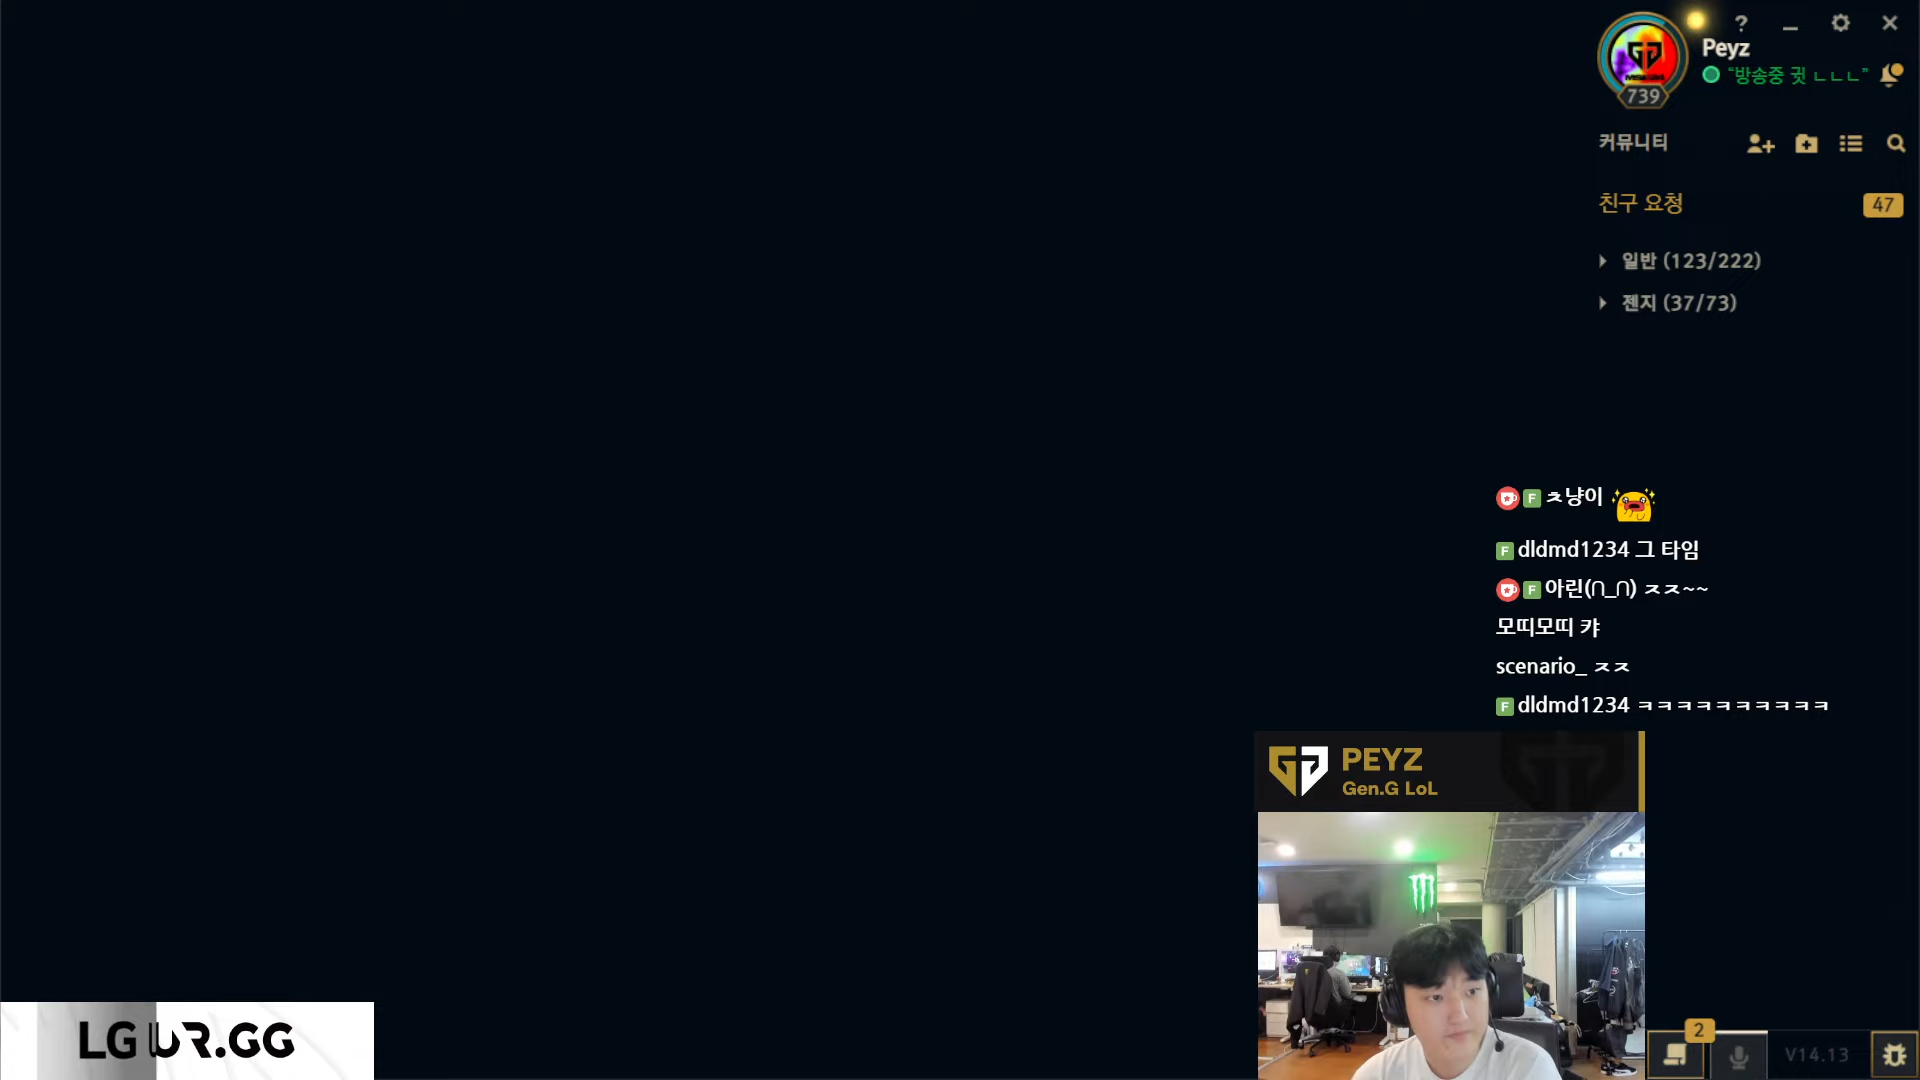 ?
Peyz
"방송중 귓 ㄴㄴㄴ"
739
커뮤니티
친구 요청
47
일반 (123/222)
젠지 (37/73)
F ㅊ냥이
F dldmd1234 그 타임
F 아린(∩_∩) ㅈㅈ~~
모띠모띠 캬
scenario_ ㅈㅈ
F dldmd1234 ㅋㅋㅋㅋㅋㅋㅋㅋㅋㅋ
PEYZ
Gen.G LoL
LG
.GG
2
V14.13